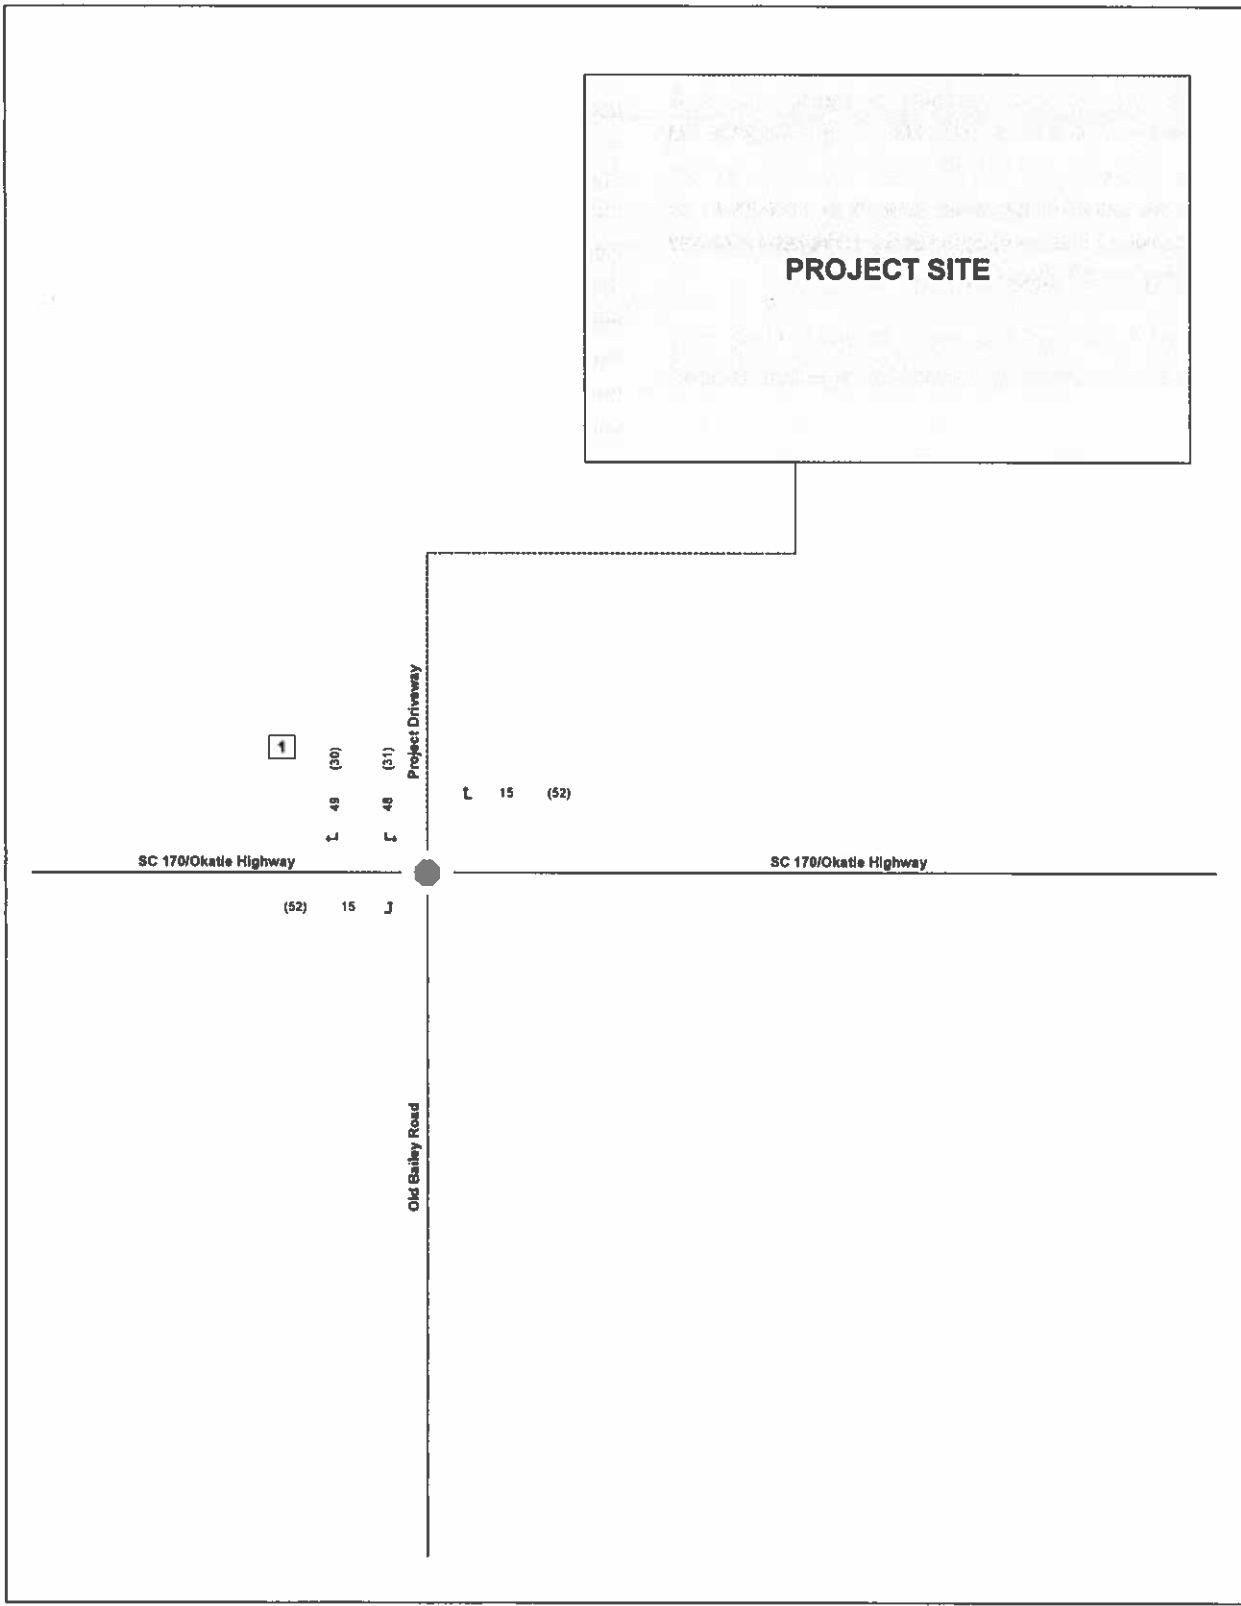 PROJECT SITE
Project Driveway
1
(30)
(31)
49
48
15 (52)
SC 170/Okatie Highway
SC 170/Okatie Highway
(52) 15
Old Bailey Road